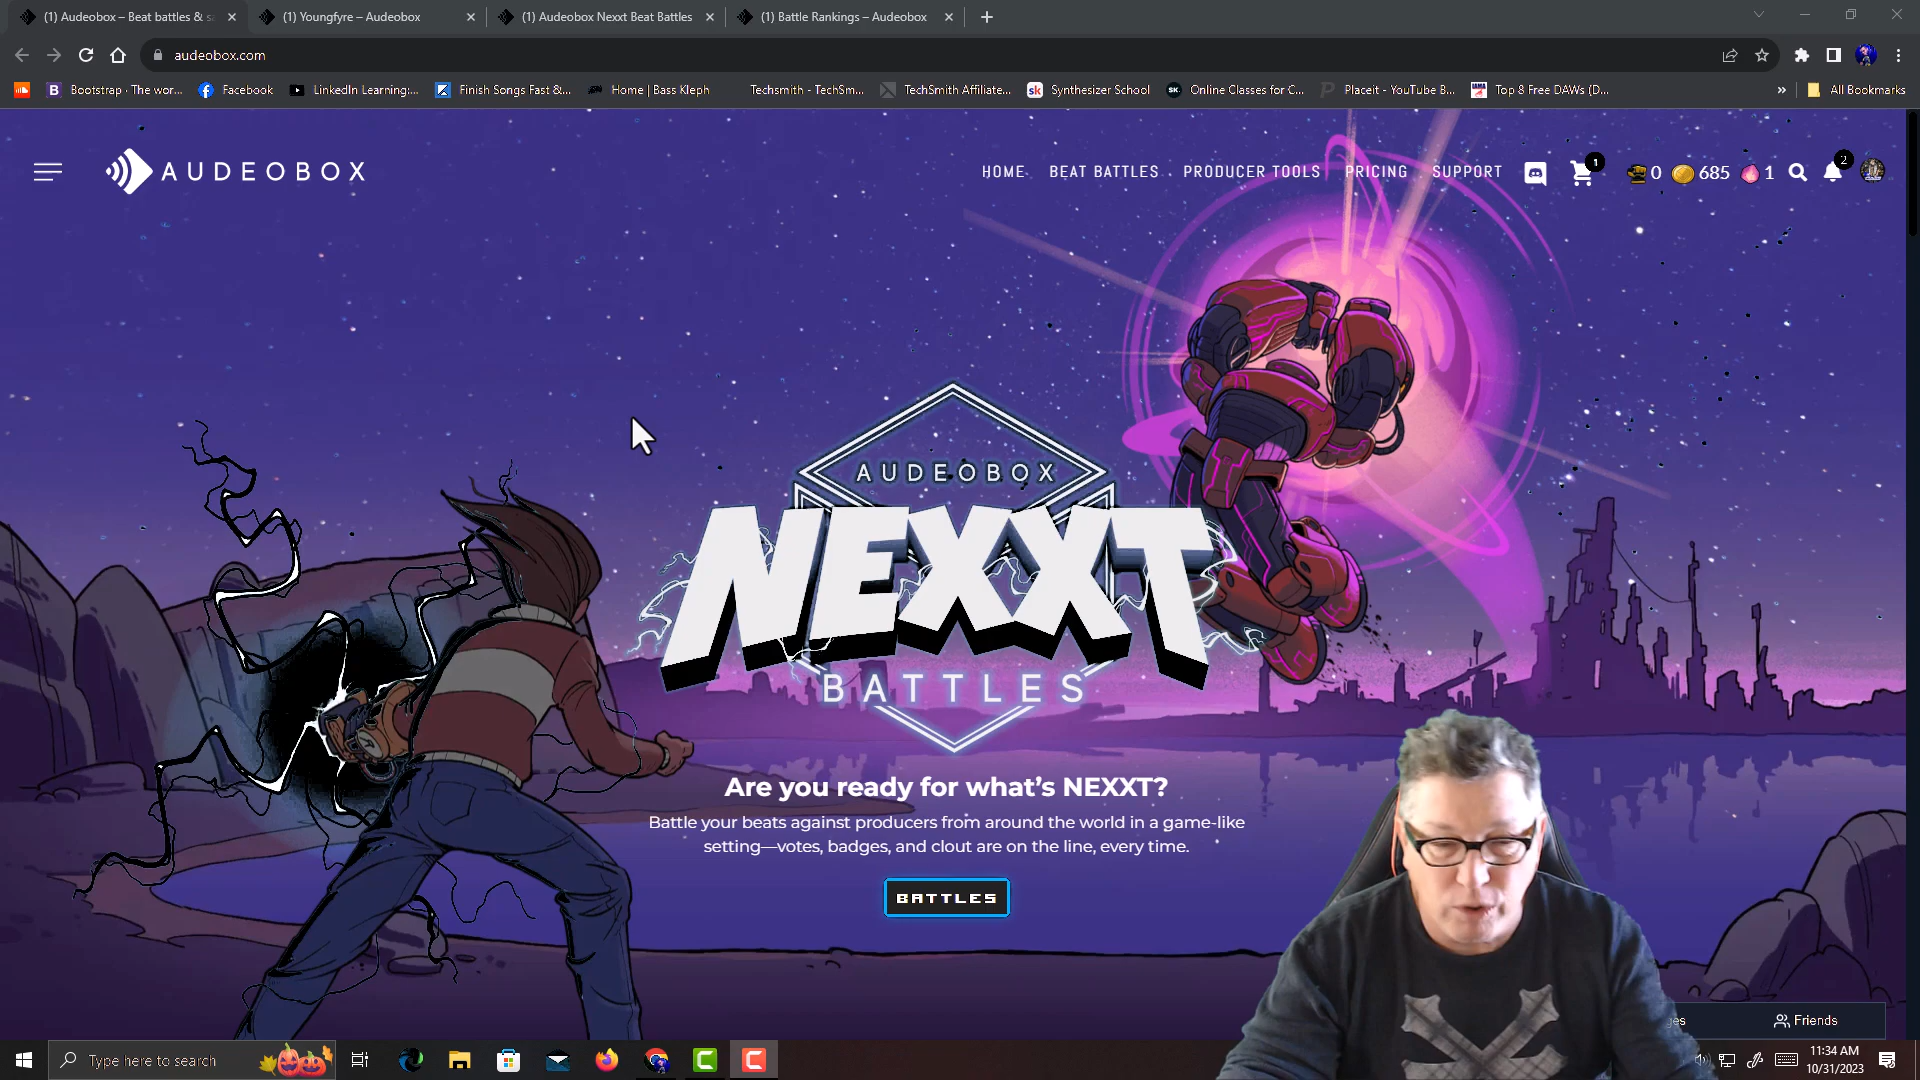 (1) Audeobox – Beat battles & sa
(1) Youngfyre – Audeobox
(1) Audeobox Nexxt Beat Battles
(1) Battle Rankings – Audeobox
audeobox.com
Bootstrap · The wor...
Facebook
LinkedIn Learning:...
Finish Songs Fast &...
Home | Bass Kleph
Techsmith - TechSm...
TechSmith Affiliate...
Synthesizer School
Online Classes for C...
Placeit - YouTube B...
Top 8 Free DAWs (D...
All Bookmarks
AUDEOBOX
HOME
BEAT BATTLES
PRODUCER TOOLS
PRICING
SUPPORT
1
0
685
1
2
AUDEOBOX
NEXXT
BATTLES
Are you ready for what's NEXXT?
Battle your beats against producers from around the world in a game-like
setting—votes, badges, and clout are on the line, every time.
BATTLES
Friends
Type here to search
11:34 AM
10/31/2023